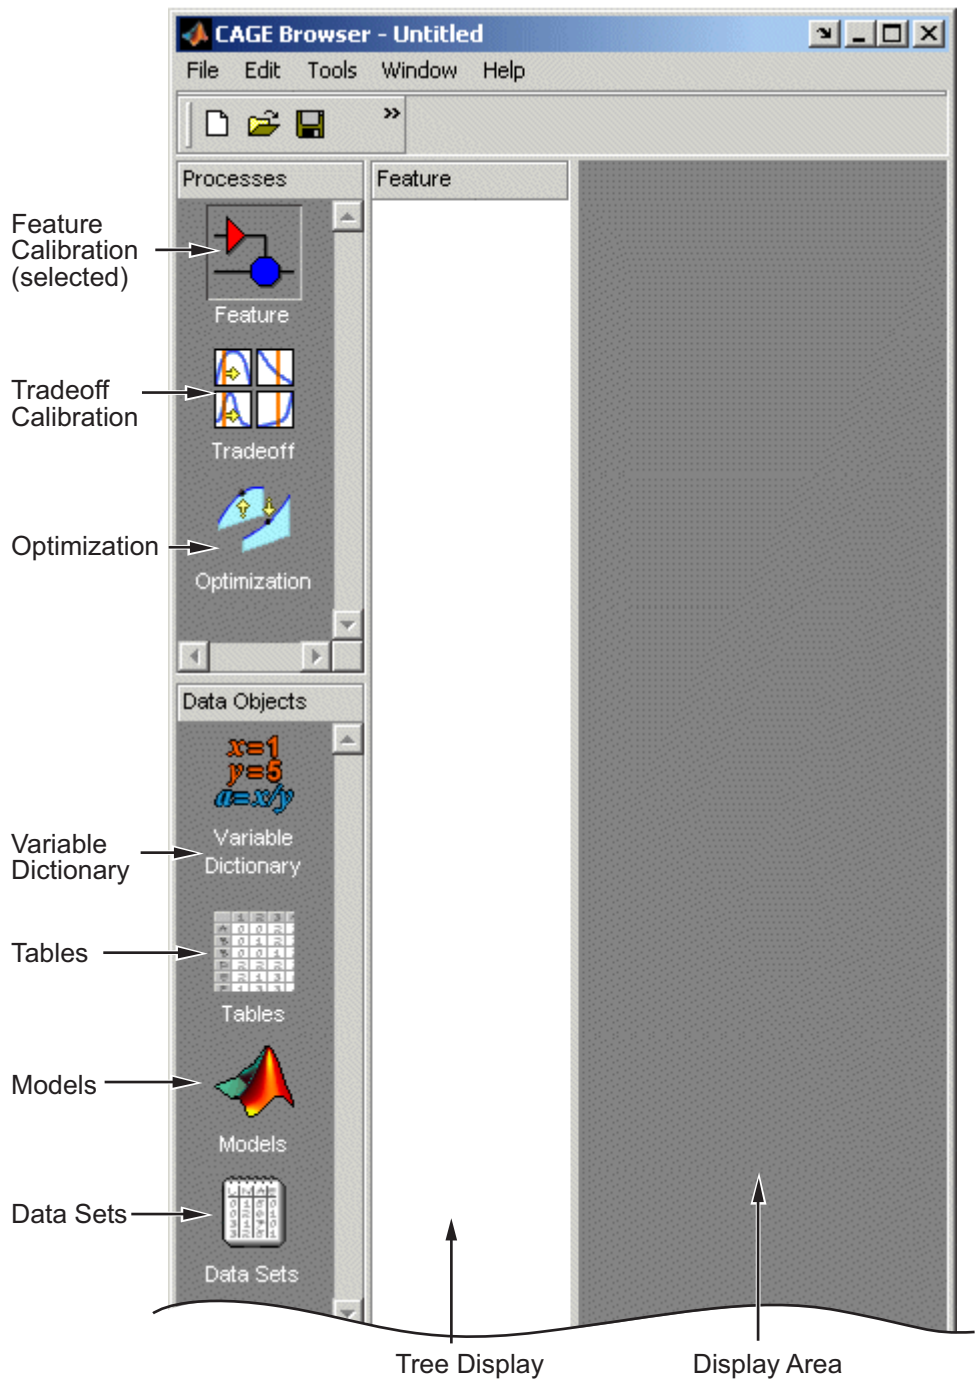 CAGE Browser - Untitled
File Edit Tools Window Help
Processes
Feature
Feature
Calibration
(selected)
Feature
Tradeoff
Calibration
Tradeoff
Optimization
Optimization
Data Objects
x=1
y=5
a=x/y
Variable
Dictionary
Variable
Dictionary
Tables
Tables
Models
Models
Data Sets
Data Sets
Tree Display
Display Area